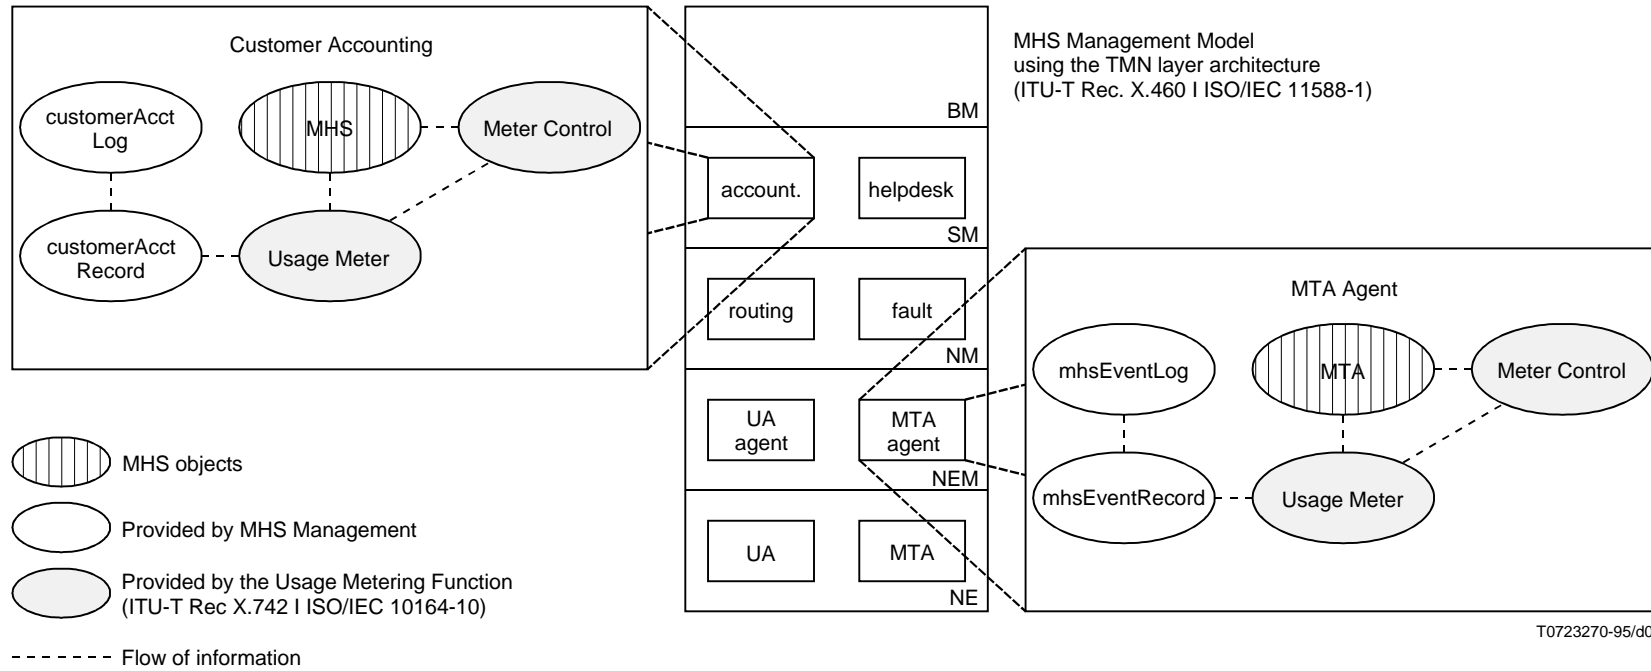 Customer Accounting
customerAcct
Log
MHS
Meter Control
customerAcct
Record
Usage Meter
MHS Management Model
using the TMN layer architecture
(ITU-T Rec. X.460 I ISO/IEC 11588-1)
BM
account.
helpdesk
SM
routing
fault
NM
UA
agent
MTA
agent
NEM
UA
MTA
NE
MTA Agent
mhsEventLog
MTA
Meter Control
mhsEventRecord
Usage Meter
MHS objects
Provided by MHS Management
Provided by the Usage Metering Function
(ITU-T Rec X.742 I ISO/IEC 10164-10)
Flow of information
T0723270-95/d0